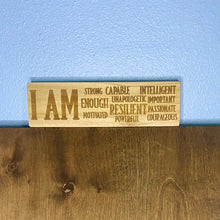 I AM
STRONG CAPABLE INTELLIGENT
ENOUGH UNAPOLOGETIC IMPORTANT
MOTIVATED RESILIENT PASSIONATE
POWERFUL COURAGEOUS